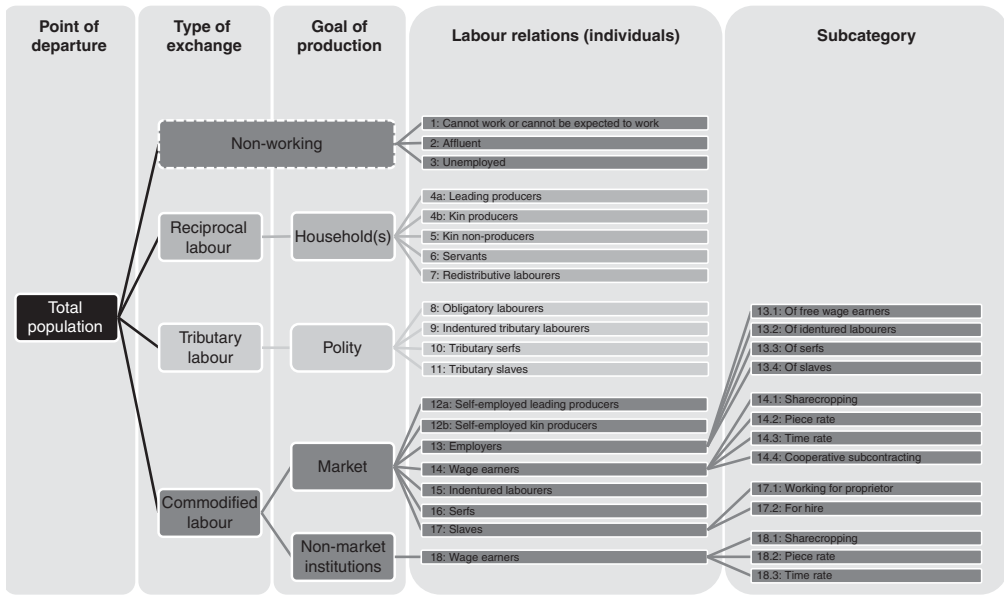 Point of
departure
Type of
exchange
Goal of
production
Labour relations (individuals)
Subcategory
Total
population
Non-working
Reciprocal
labour
Household(s)
Tributary
labour
Polity
Commodified
labour
Market
Non-market
institutions
1: Cannot work or cannot be expected to work
2: Affluent
3: Unemployed
4a: Leading producers
4b: Kin producers
5: Kin non-producers
6: Servants
7: Redistributive labourers
8: Obligatory labourers
9: Indentured tributary labourers
10: Tributary serfs
11: Tributary slaves
12a: Self-employed leading producers
12b: Self-employed kin producers
13: Employers
14: Wage earners
15: Indentured labourers
16: Serfs
17: Slaves
18: Wage earners
13.1: Of free wage earners
13.2: Of identured labourers
13.3: Of serfs
13.4: Of slaves
14.1: Sharecropping
14.2: Piece rate
14.3: Time rate
14.4: Cooperative subcontracting
17.1: Working for proprietor
17.2: For hire
18.1: Sharecropping
18.2: Piece rate
18.3: Time rate